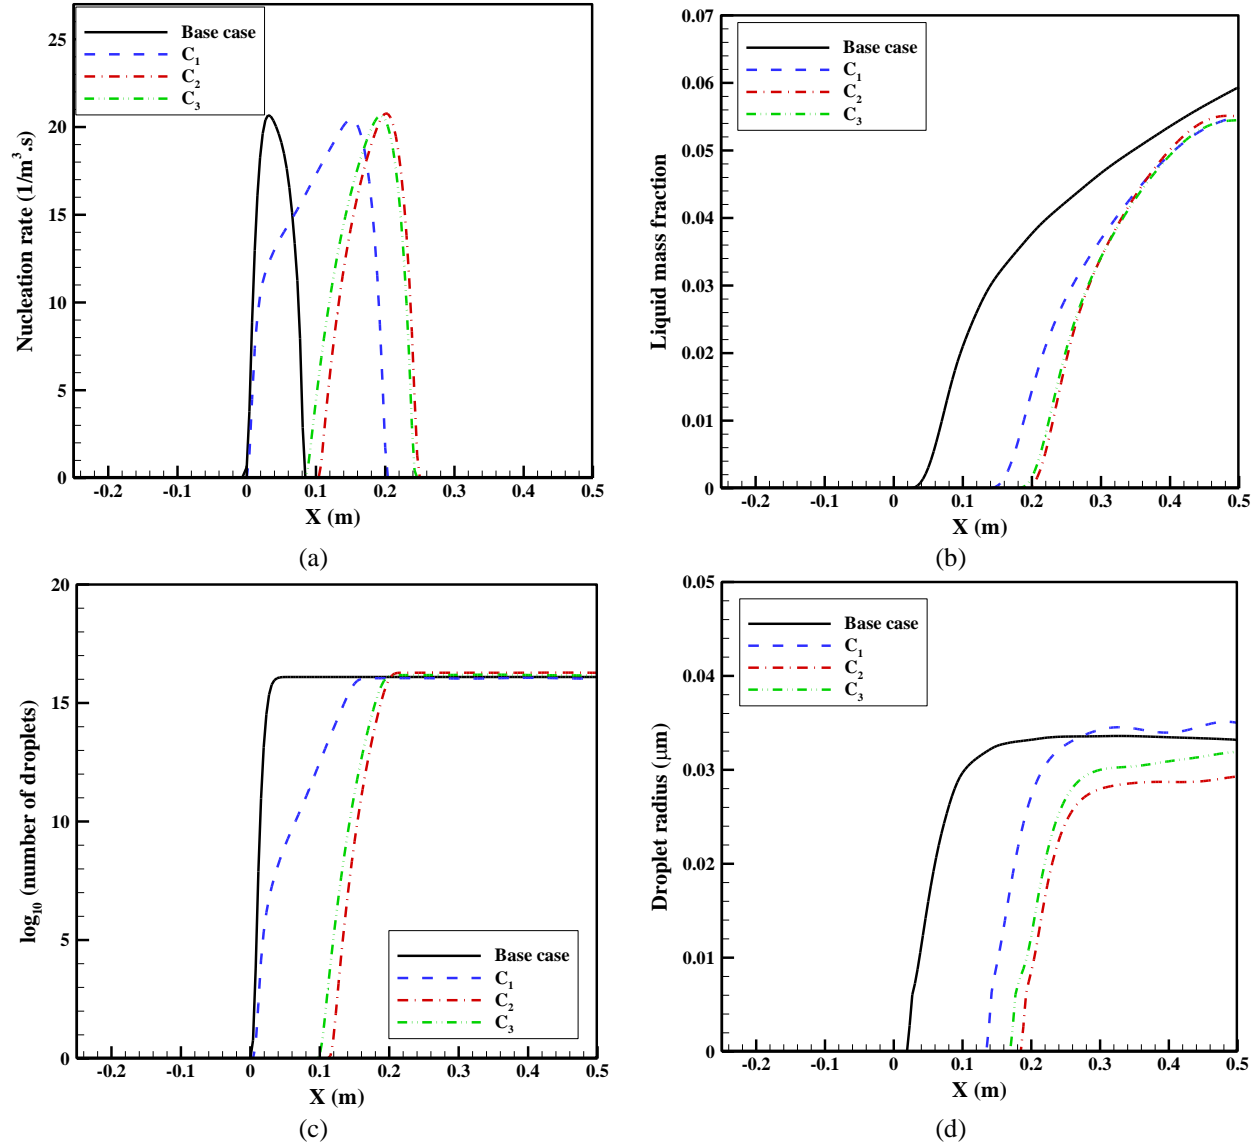 Nucleation rate (1/m³.s)
25
20
15
10
5
0
Base case
C₁
C₂
C₃
-0.2 -0.1 0 0.1 0.2 0.3 0.4 0.5
X (m)
(a)
Liquid mass fraction
0.07
0.06
0.05
0.04
0.03
0.02
0.01
0
Base case
C₁
C₂
C₃
-0.2 -0.1 0 0.1 0.2 0.3 0.4 0.5
X (m)
(b)
log₁₀ (number of droplets)
20
15
10
5
0
Base case
C₁
C₂
C₃
-0.2 -0.1 0 0.1 0.2 0.3 0.4 0.5
X (m)
(c)
Droplet radius (μm)
0.05
0.04
0.03
0.02
0.01
0
Base case
C₁
C₂
C₃
-0.2 -0.1 0 0.1 0.2 0.3 0.4 0.5
X (m)
(d)